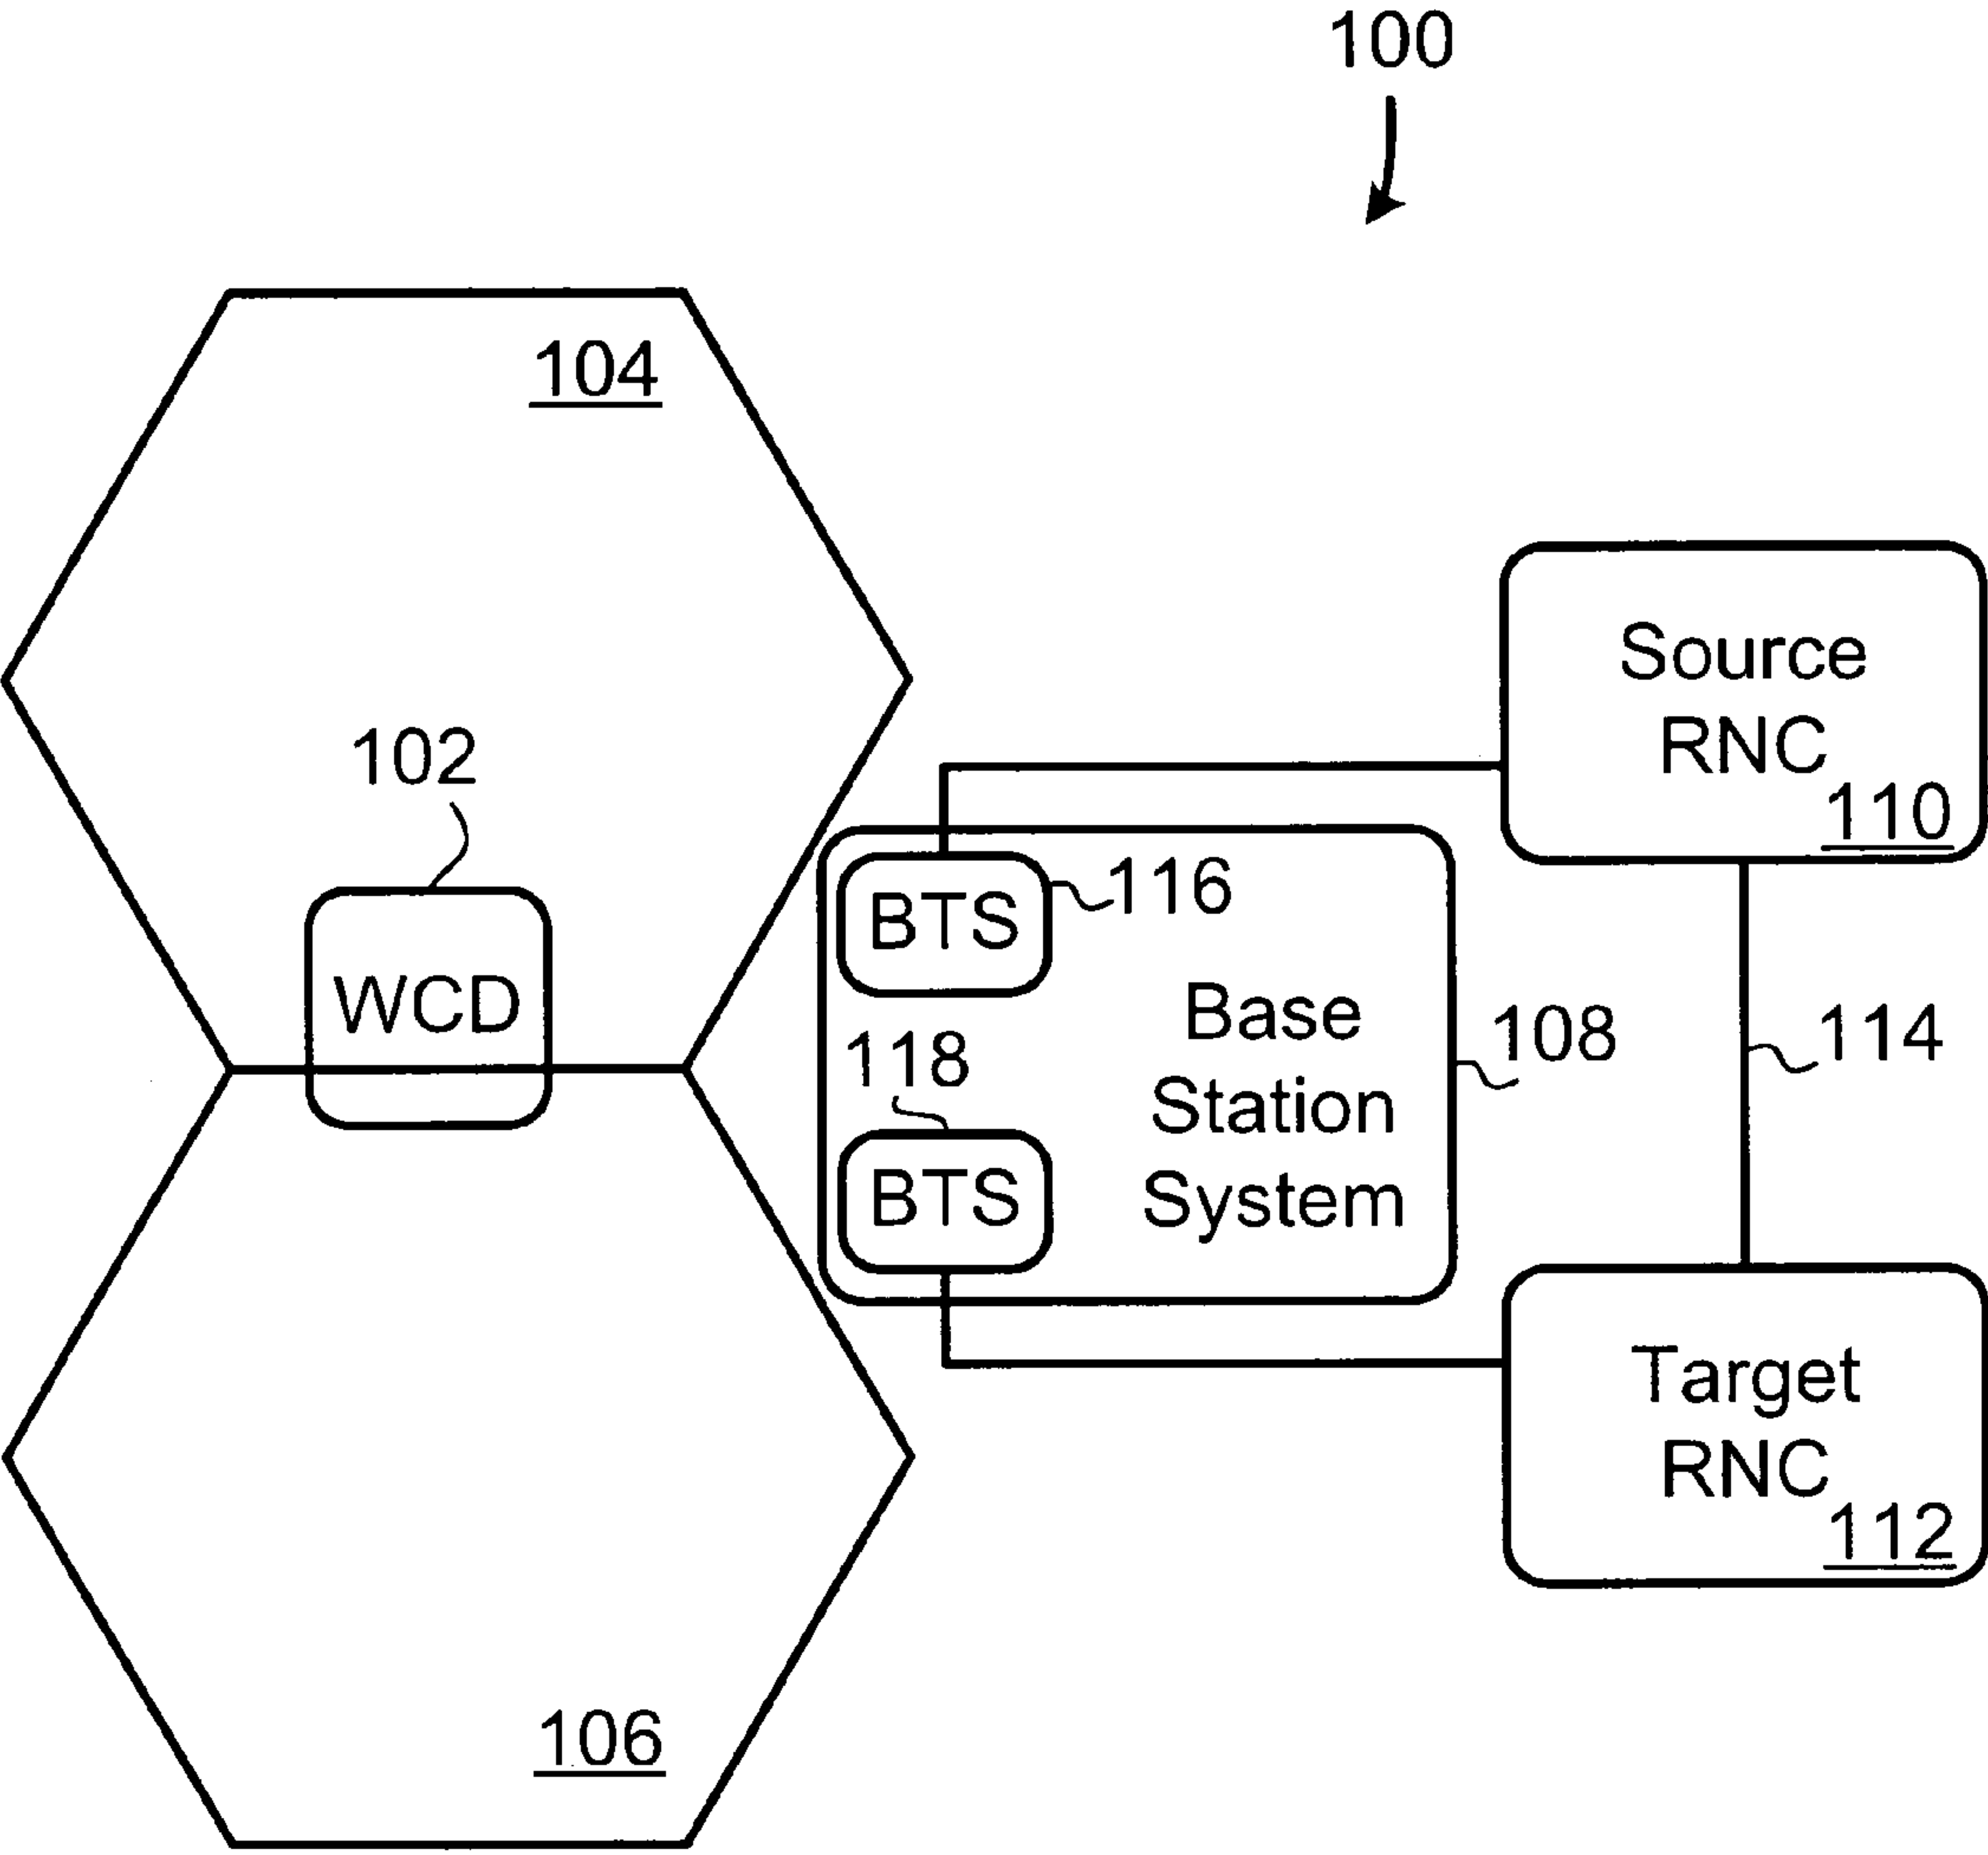 100
104
102
WCD
106
BTS
116
118
BTS
Base
Station
System
108
Source
RNC
110
114
Target
RNC
112